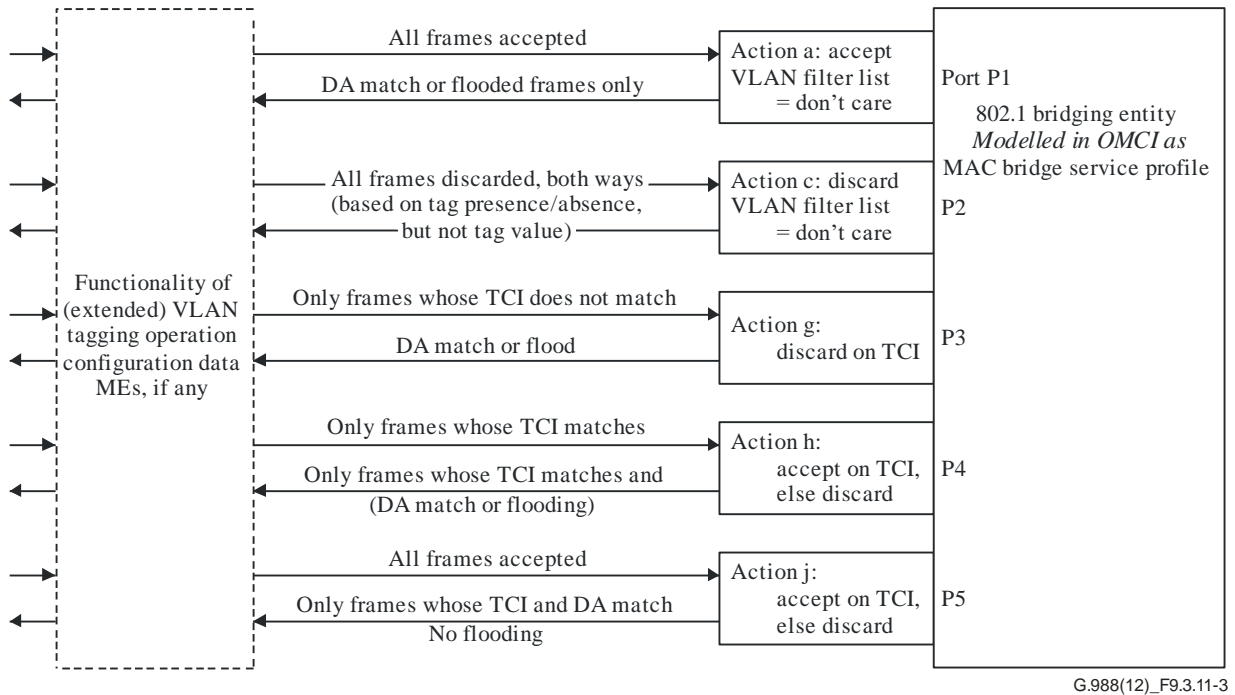 All frames accepted
DA match or flooded frames only
Action a: accept
VLAN filter list
= don't care
Port P1
802.1 bridging entity
Modelled in OMCI as
MAC bridge service profile
All frames discarded, both ways
(based on tag presence/absence,
but not tag value)
Action c: discard
VLAN filter list
= don't care
P2
Functionality of
(extended) VLAN
tagging operation
configuration data
MEs, if any
Only frames whose TCI does not match
DA match or flood
Action g:
discard on TCI
P3
Only frames whose TCI matches
Only frames whose TCI matches and
(DA match or flooding)
Action h:
accept on TCI,
else discard
P4
All frames accepted
Only frames whose TCI and DA match
No flooding
Action j:
accept on TCI,
else discard
P5
G.988(12)_F9.3.11-3